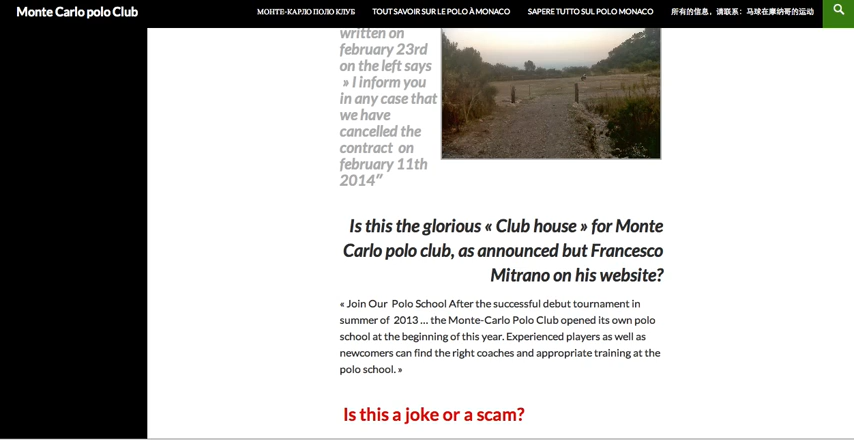 Monte Carlo polo Club
МОНТЕ-КАРЛО ПОЛО КЛУБ
TOUT SAVOIR SUR LE POLO À MONACO
SAPERE TUTTO SUL POLO MONACO
所有的信息，请联系：马球在摩纳哥的运动
written on
february 23rd
on the left says
» I inform you
in any case that
we have
cancelled the
contract on
february 11th
2014″
Is this the glorious « Club house » for Monte
Carlo polo club, as announced but Francesco
Mitrano on his website?
« Join Our Polo School After the successful debut tournament in
summer of 2013 … the Monte-Carlo Polo Club opened its own polo
school at the beginning of this year. Experienced players as well as
newcomers can find the right coaches and appropriate training at the
polo school. »
Is this a joke or a scam?